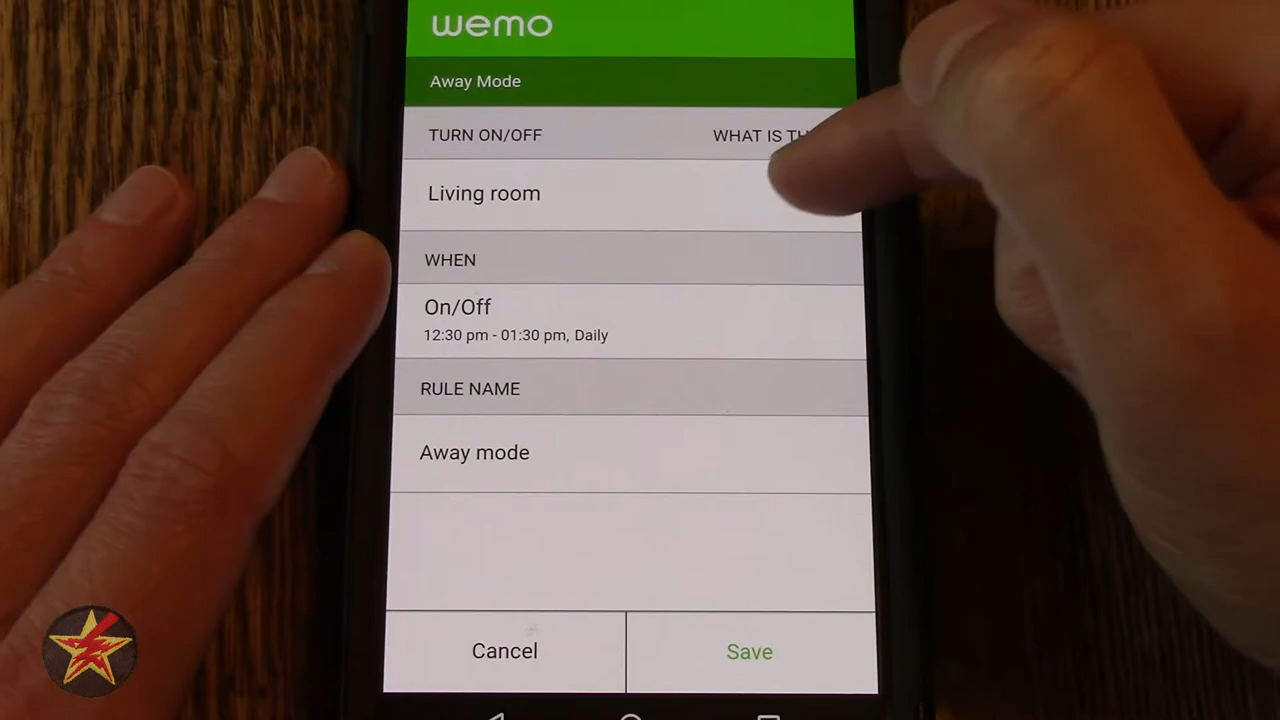 wemo
Away Mode
TURN ON/OFF
WHAT IS
Living room
WHEN
On/Off
12:30 pm - 01:30 pm, Daily
RULE NAME
Away mode
Cancel
Save